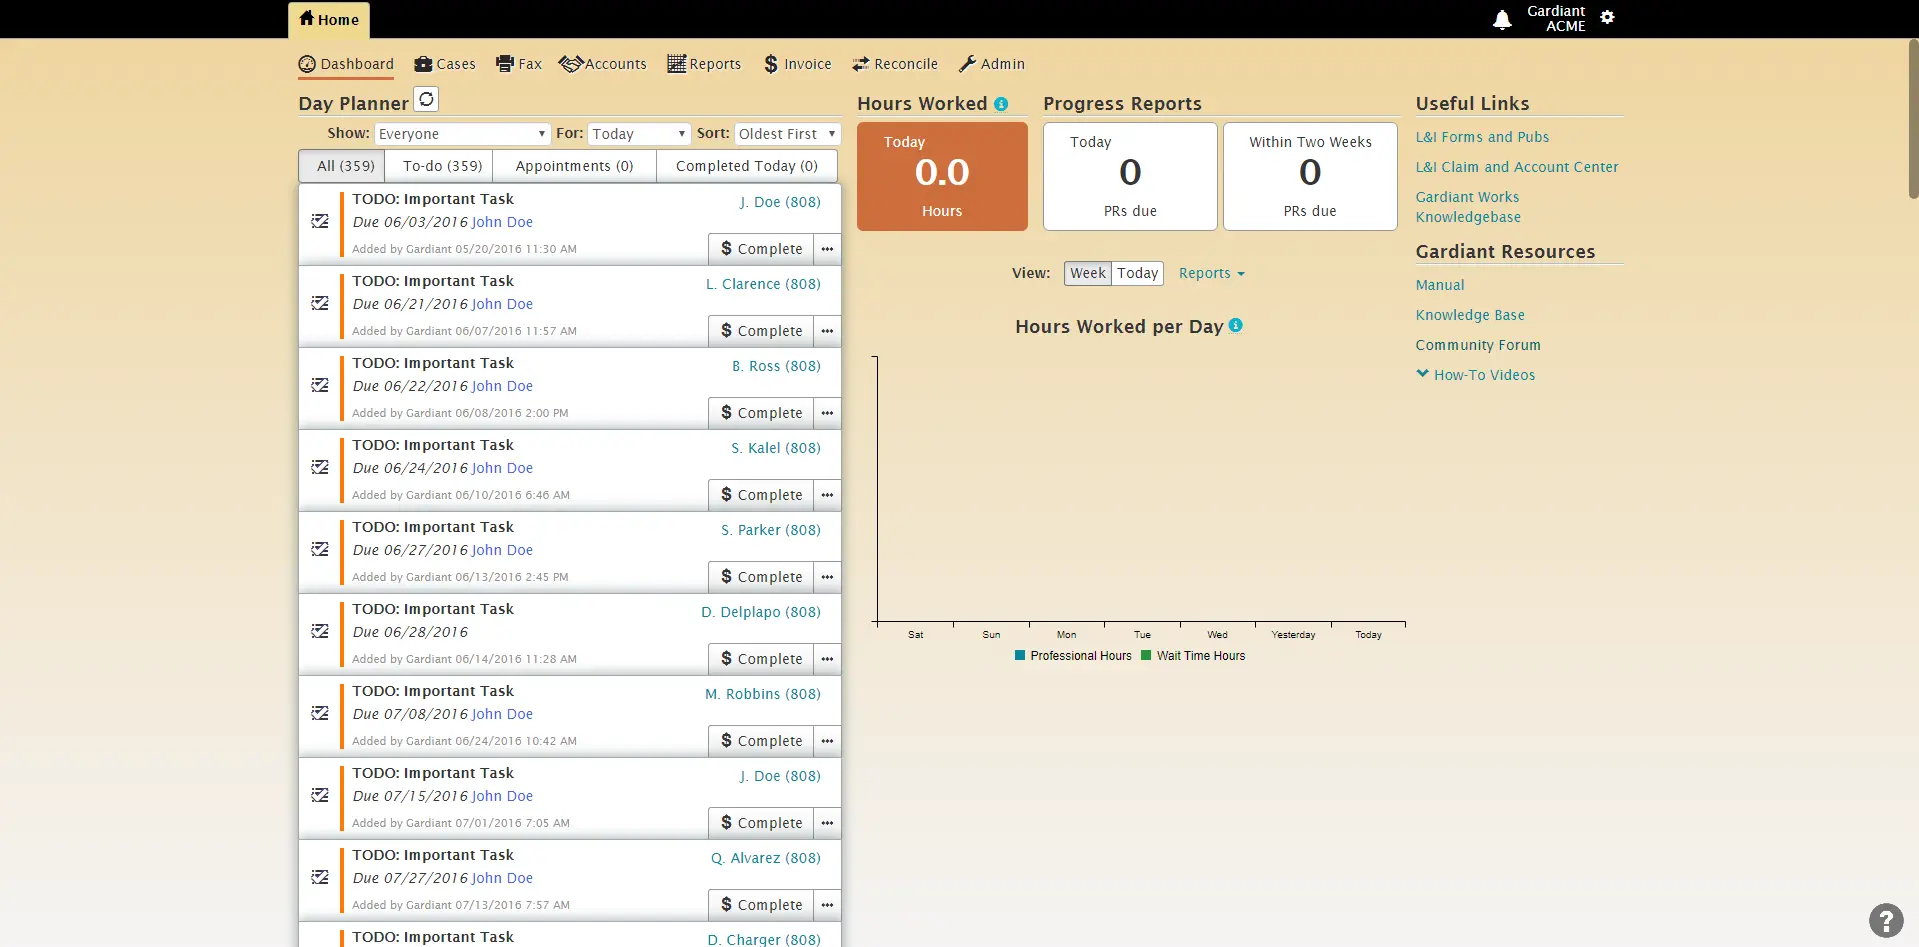 Home
Gardiant
ACME
Dashboard Cases Fax Accounts Reports $ Invoice Reconcile Admin
Day Planner
Show: Everyone For: Today Sort: Oldest First
All (359) To-do (359) Appointments (0) Completed Today (0)
TODO: Important Task J. Doe (808)
Due 06/03/2016 John Doe
Added by Gardiant 05/20/2016 11:30 AM $ Complete ...
TODO: Important Task L. Clarence (808)
Due 06/21/2016 John Doe
Added by Gardiant 06/07/2016 11:57 AM $ Complete ...
TODO: Important Task B. Ross (808)
Due 06/22/2016 John Doe
Added by Gardiant 06/08/2016 2:00 PM $ Complete ...
TODO: Important Task S. Kalel (808)
Due 06/24/2016 John Doe
Added by Gardiant 06/10/2016 6:46 AM $ Complete ...
TODO: Important Task S. Parker (808)
Due 06/27/2016 John Doe
Added by Gardiant 06/13/2016 2:45 PM $ Complete ...
TODO: Important Task D. Delplapo (808)
Due 06/28/2016
Added by Gardiant 06/14/2016 11:28 AM $ Complete ...
TODO: Important Task M. Robbins (808)
Due 07/08/2016 John Doe
Added by Gardiant 06/24/2016 10:42 AM $ Complete ...
TODO: Important Task J. Doe (808)
Due 07/15/2016 John Doe
Added by Gardiant 07/01/2016 7:05 AM $ Complete ...
TODO: Important Task Q. Alvarez (808)
Due 07/27/2016 John Doe
Added by Gardiant 07/13/2016 7:57 AM $ Complete ...
TODO: Important Task D. Charger (808)
Hours Worked i
Today
0.0
Hours
Progress Reports
Today
0
PRs due
Within Two Weeks
0
PRs due
View: Week Today Reports
Hours Worked per Day i
Sat Sun Mon Tue Wed Yesterday Today
Professional Hours Wait Time Hours
Useful Links
L&I Forms and Pubs
L&I Claim and Account Center
Gardiant Works
Knowledgebase
Gardiant Resources
Manual
Knowledge Base
Community Forum
How-To Videos
?